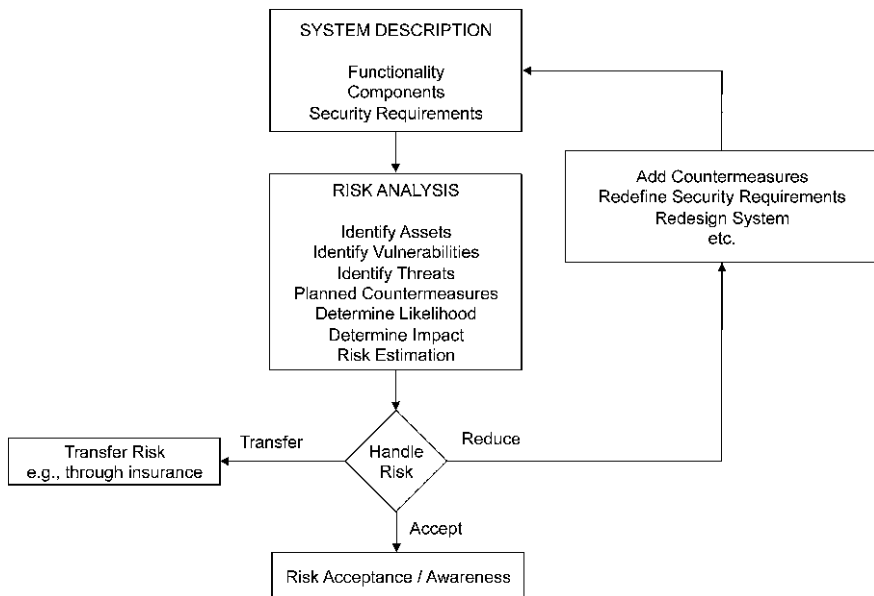 SYSTEM DESCRIPTION
Functionality
Components
Security Requirements
RISK ANALYSIS
Identify Assets
Identify Vulnerabilities
Identify Threats
Planned Countermeasures
Determine Likelihood
Determine Impact
Risk Estimation
Add Countermeasures
Redefine Security Requirements
Redesign System
etc.
Handle
Risk
Transfer
Reduce
Accept
Transfer Risk
e.g., through insurance
Risk Acceptance / Awareness